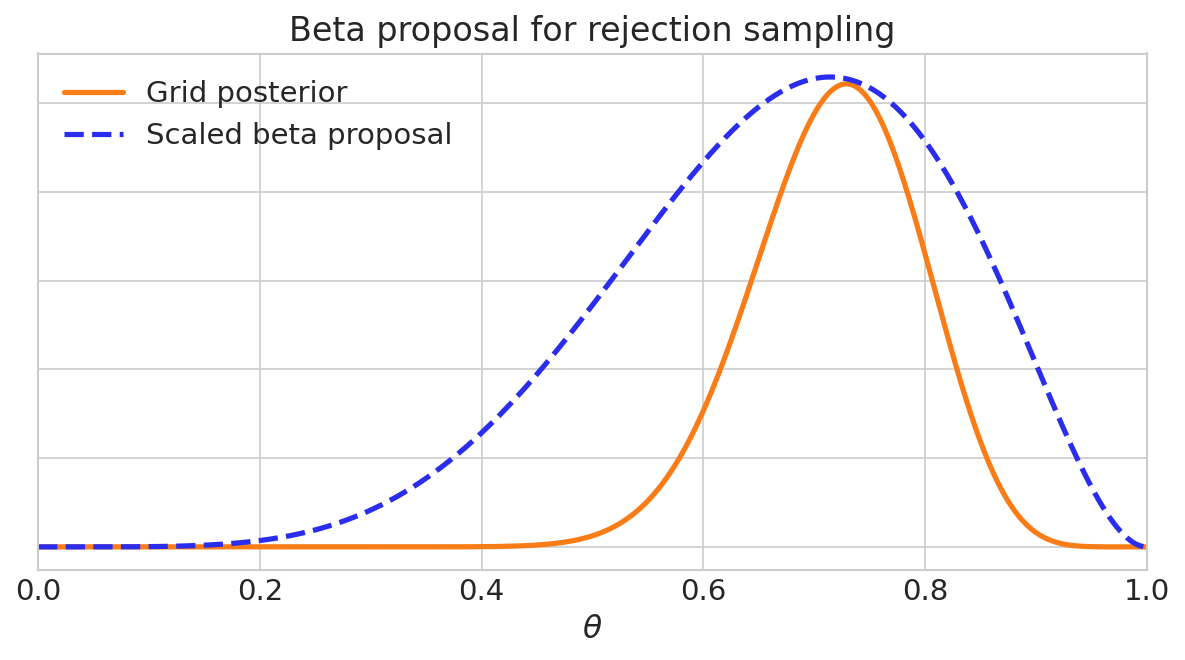 Beta proposal for rejection sampling
Grid posterior
Scaled beta proposal
0.0 0.2 0.4 0.6 0.8 1.0
θ